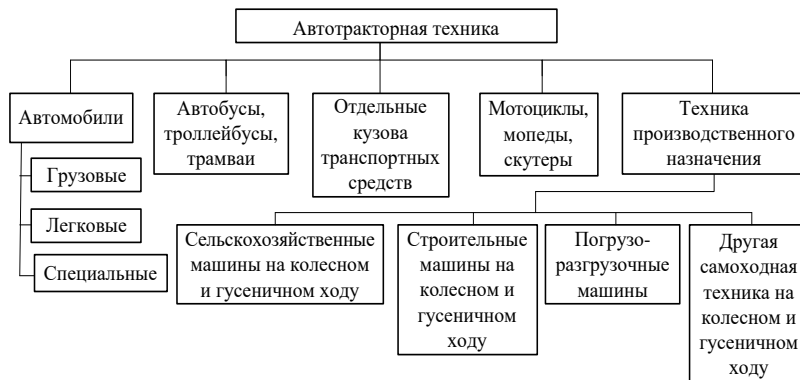 Автотракторная техника
Автомобили
Автобусы,
троллейбусы,
трамваи
Отдельные
кузова
транспортных
средств
Мотоциклы,
мопеды,
скутеры
Техника
производственного
назначения
Грузовые
Легковые
Специальные
Сельскохозяйственные
машины на колесном
и гусеничном ходу
Строительные
машины на
колесном и
гусеничном
ходу
Погрузо-
разгрузочные
машины
Другая
самоходная
техника на
колесном и
гусеничном
ходу